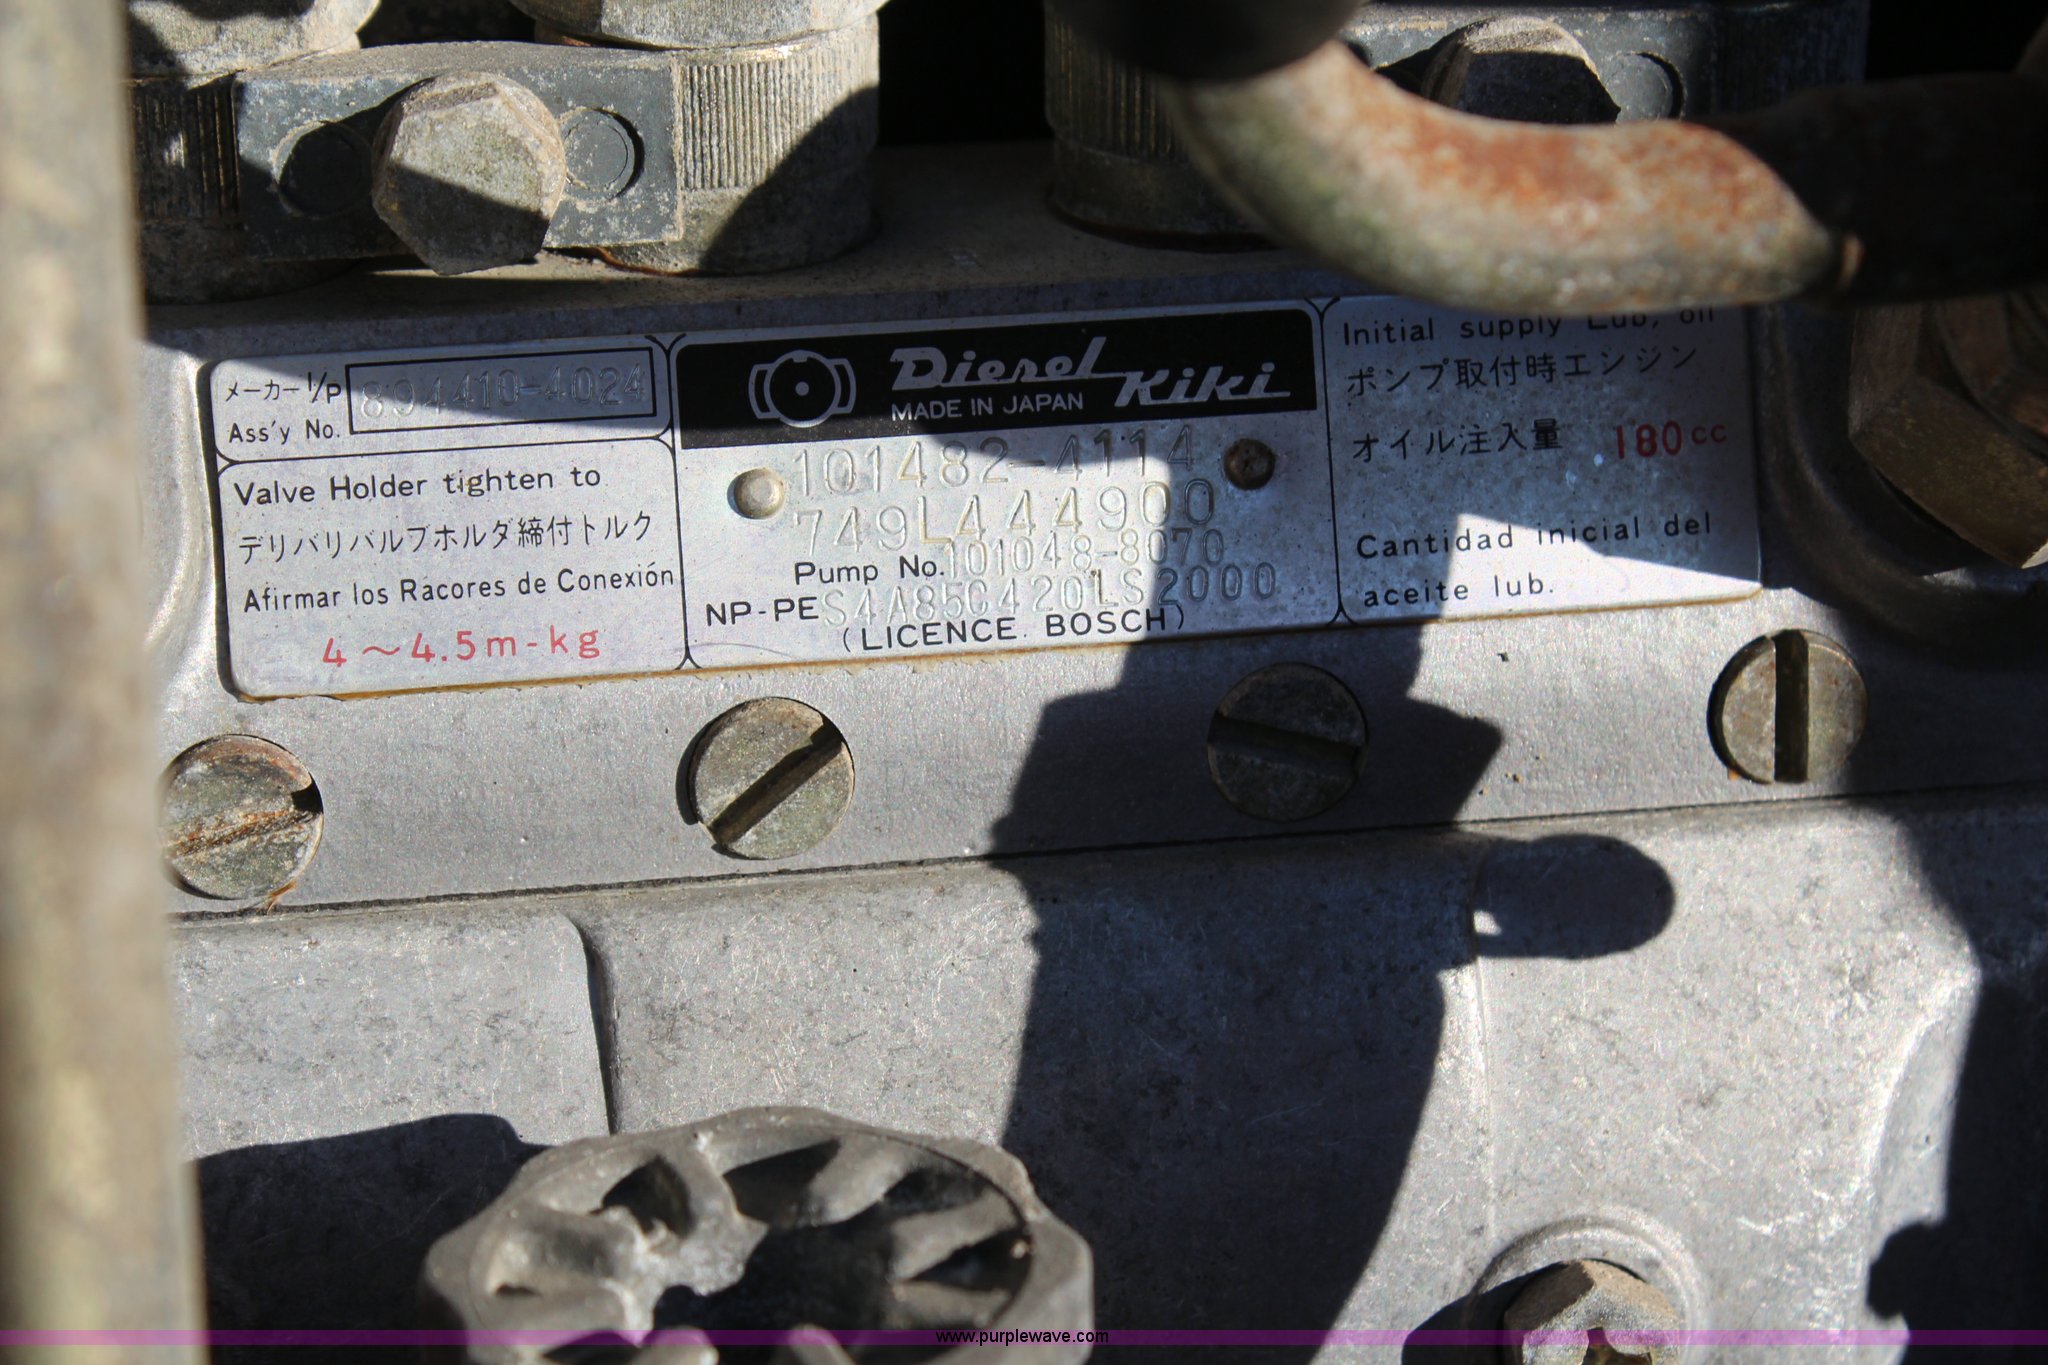 メーカー I/P
Ass'y No.
894410-4024
Valve Holder tighten to
デリバリバルブホルダ締付トルク
Afirmar los Racores de Conexión
4～4.5m-kg
Diesel Kiki
MADE IN JAPAN
101482-4114
749L444900
Pump No. 101048-8070
NP-PES4A85C420LS2000
(LICENCE. BOSCH)
Initial supply Lub, oil
ポンプ取付時エンジン
オイル注入量 180cc
Cantidad inicial del
aceite lub.
www.purplewave.com